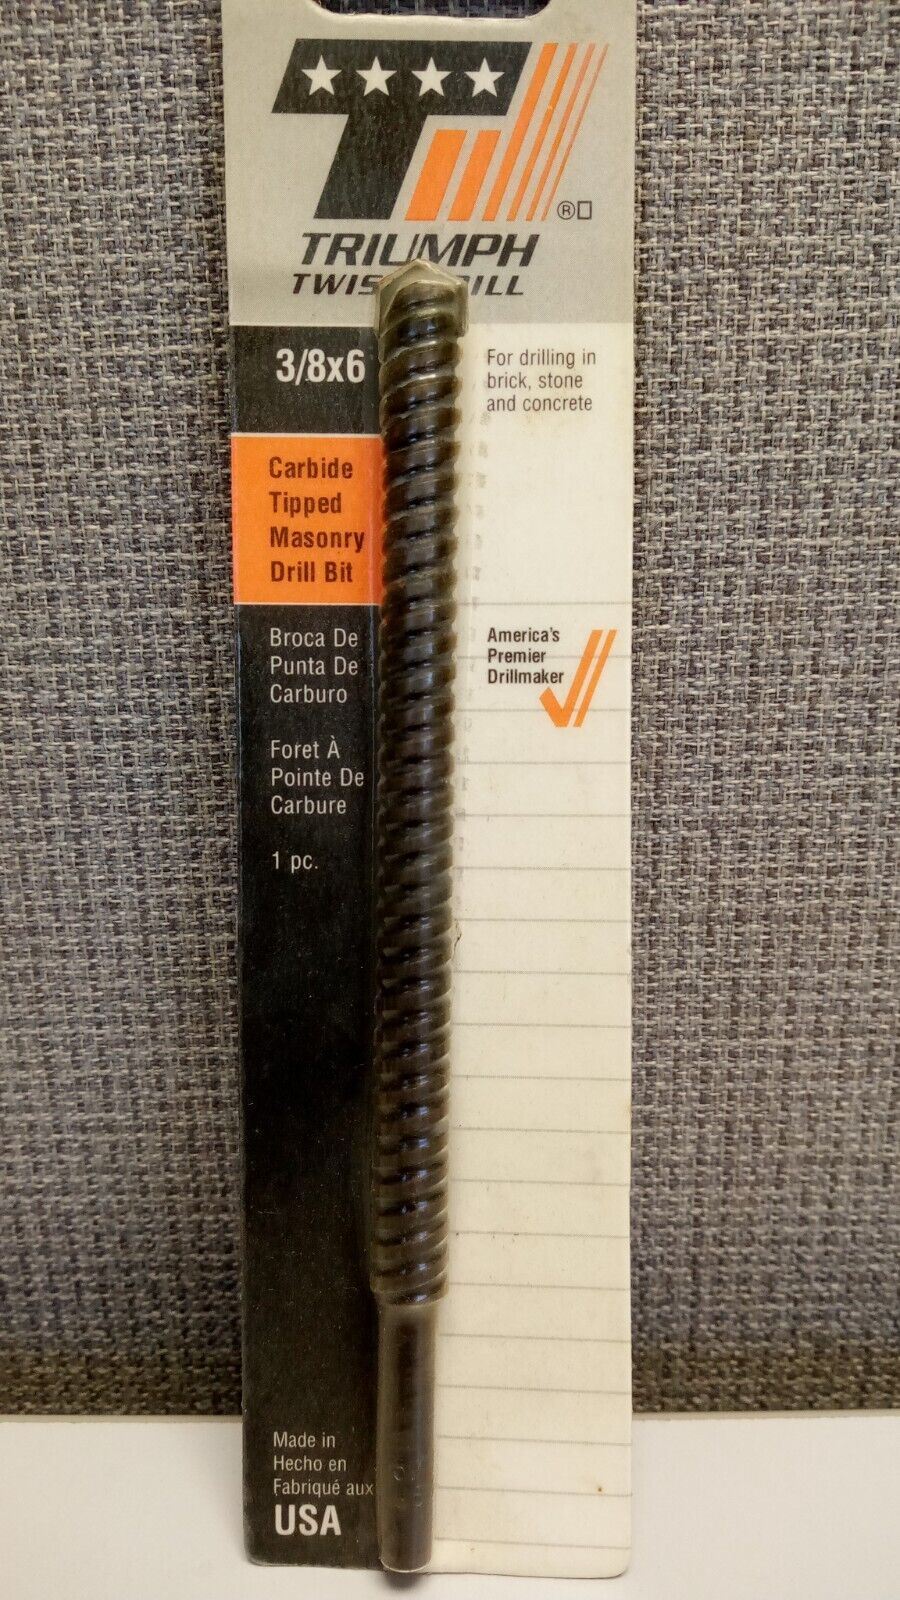 ®
TRIUMPH
3/8x6
For drilling in
brick, stone
and concrete
Carbide
Tipped
Masonry
Drill Bit
Broca De
Punta De
Carburo
Foret À
Pointe De
Carbure
1 pc.
America's
Premier
Drillmaker
Made in
Hecho en
Fabriqué aux
USA